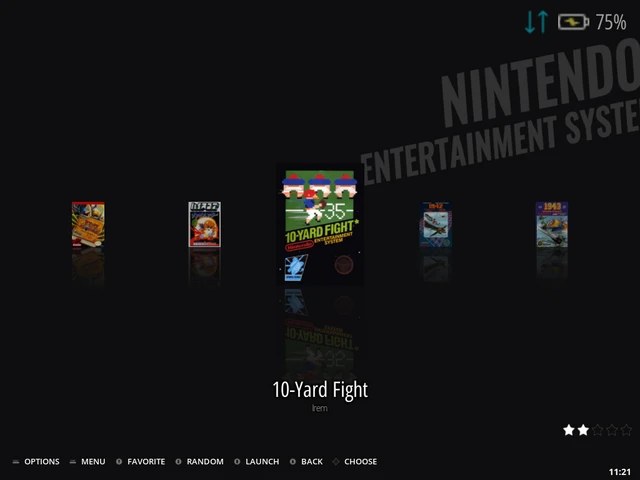 75%
NINTENDO
ENTERTAINMENT SYSTE
35
10-YARD FIGHT
Nintendo ENTERTAINMENT SYSTEM
1942
1943
10-Yard Fight
Irem
OPTIONS MENU FAVORITE RANDOM LAUNCH BACK CHOOSE
11:21